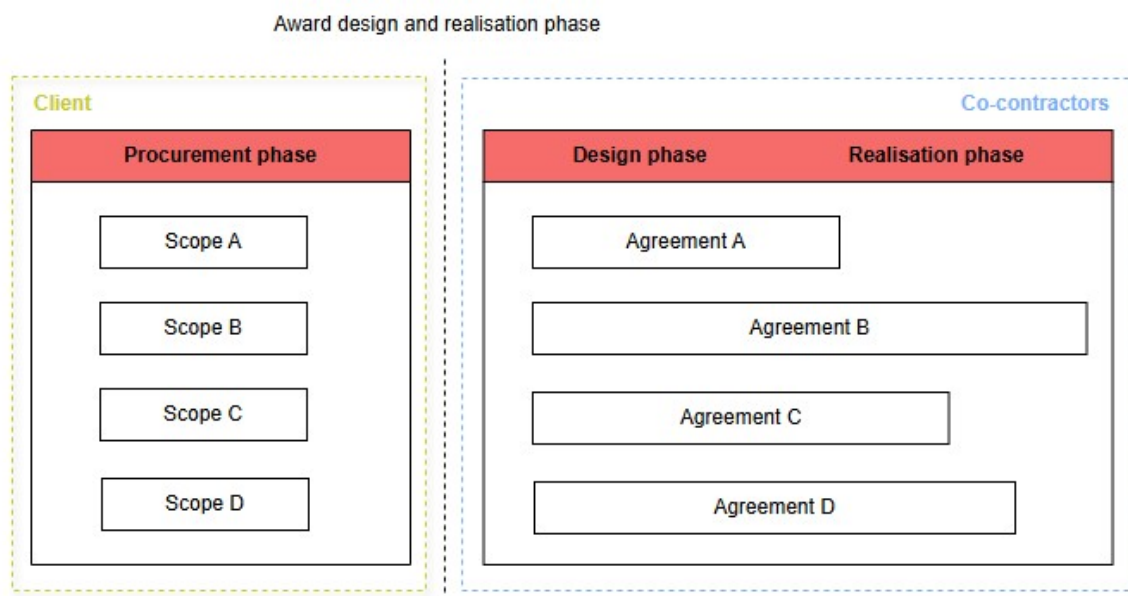 Award design and realisation phase
Client
Co-contractors
Procurement phase
Design phase
Realisation phase
Scope A
Agreement A
Scope B
Agreement B
Scope C
Agreement C
Scope D
Agreement D